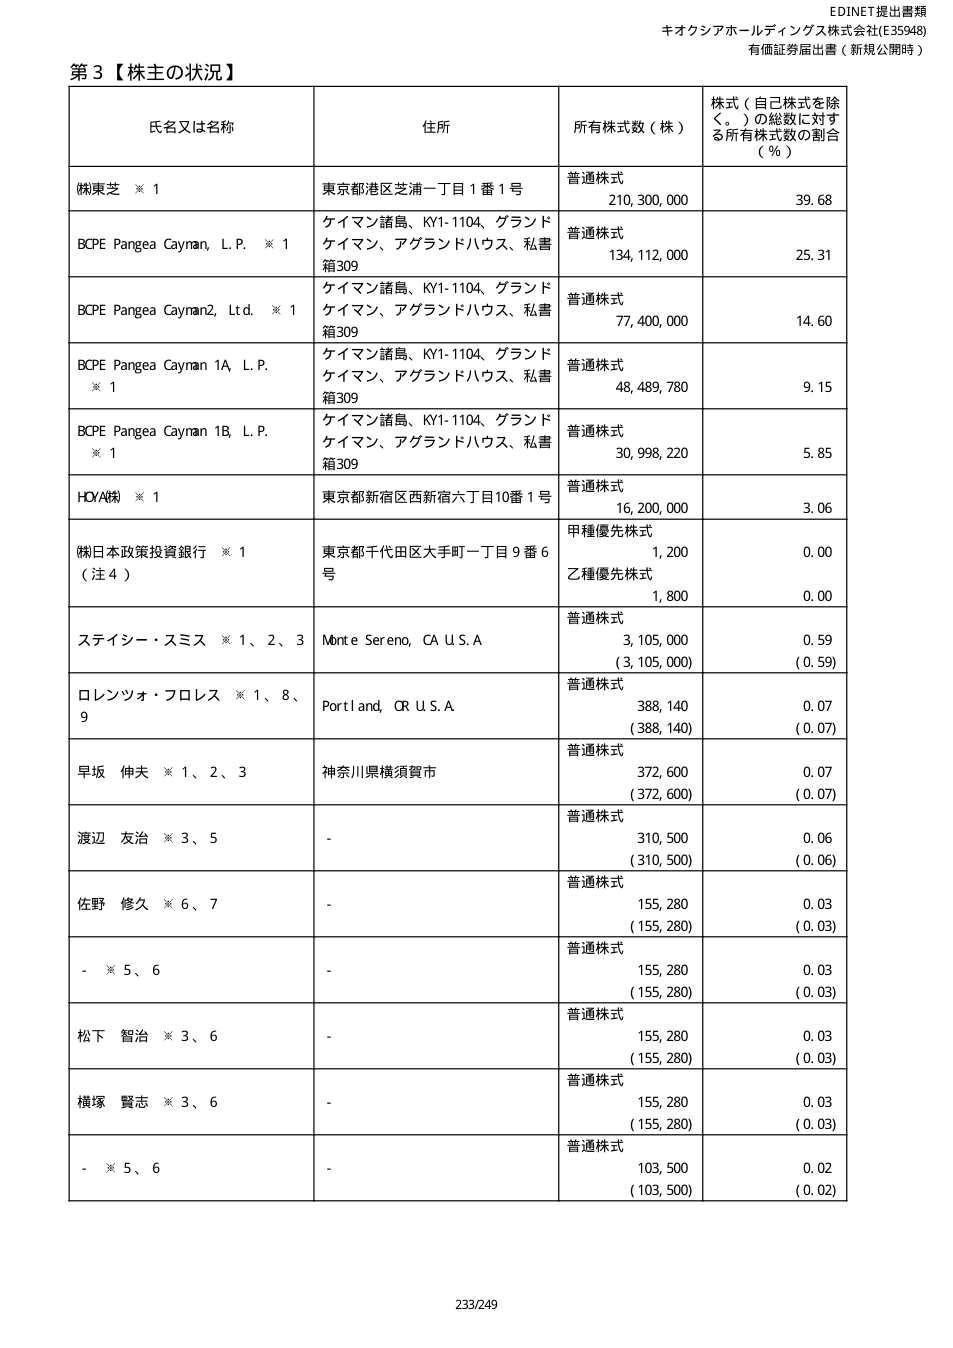 EDINET提出書類
キオクシアホールディングス株式会社(E35948)
有価証券届出書（新規公開時）
第３【株主の状況】
氏名又は名称
住所
所有株式数（株）
株式（自己株式を除
く。）の総数に対す
る所有株式数の割合
（％）
㈱東芝　※１
東京都港区芝浦一丁目１番１号
普通株式
210,300,000
39.68
BCPE Pangea Cayman, L.P.　※１
ケイマン諸島、KY1-1104、グランド
ケイマン、アグランドハウス、私書
箱309
普通株式
134,112,000
25.31
BCPE Pangea Cayman2, Ltd.　※１
ケイマン諸島、KY1-1104、グランド
ケイマン、アグランドハウス、私書
箱309
普通株式
77,400,000
14.60
BCPE Pangea Cayman 1A, L.P.
※１
ケイマン諸島、KY1-1104、グランド
ケイマン、アグランドハウス、私書
箱309
普通株式
48,489,780
9.15
BCPE Pangea Cayman 1B, L.P.
※１
ケイマン諸島、KY1-1104、グランド
ケイマン、アグランドハウス、私書
箱309
普通株式
30,998,220
5.85
HOYA㈱　※１
東京都新宿区西新宿六丁目10番１号
普通株式
16,200,000
3.06
㈱日本政策投資銀行　※１
（注４）
東京都千代田区大手町一丁目９番６
号
甲種優先株式
1,200
0.00
乙種優先株式
1,800
0.00
ステイシー・スミス　※１、２、３
Monte Sereno, CA U.S.A
普通株式
3,105,000
(3,105,000)
0.59
(0.59)
ロレンツォ・フロレス　※１、８、
９
Portland, OR U.S.A.
普通株式
388,140
(388,140)
0.07
(0.07)
早坂　伸夫　※１、２、３
神奈川県横須賀市
普通株式
372,600
(372,600)
0.07
(0.07)
渡辺　友治　※３、５
-
普通株式
310,500
(310,500)
0.06
(0.06)
佐野　修久　※６、７
-
普通株式
155,280
(155,280)
0.03
(0.03)
-　※５、６
-
普通株式
155,280
(155,280)
0.03
(0.03)
松下　智治　※３、６
-
普通株式
155,280
(155,280)
0.03
(0.03)
横塚　賢志　※３、６
-
普通株式
155,280
(155,280)
0.03
(0.03)
-　※５、６
-
普通株式
103,500
(103,500)
0.02
(0.02)
233/249